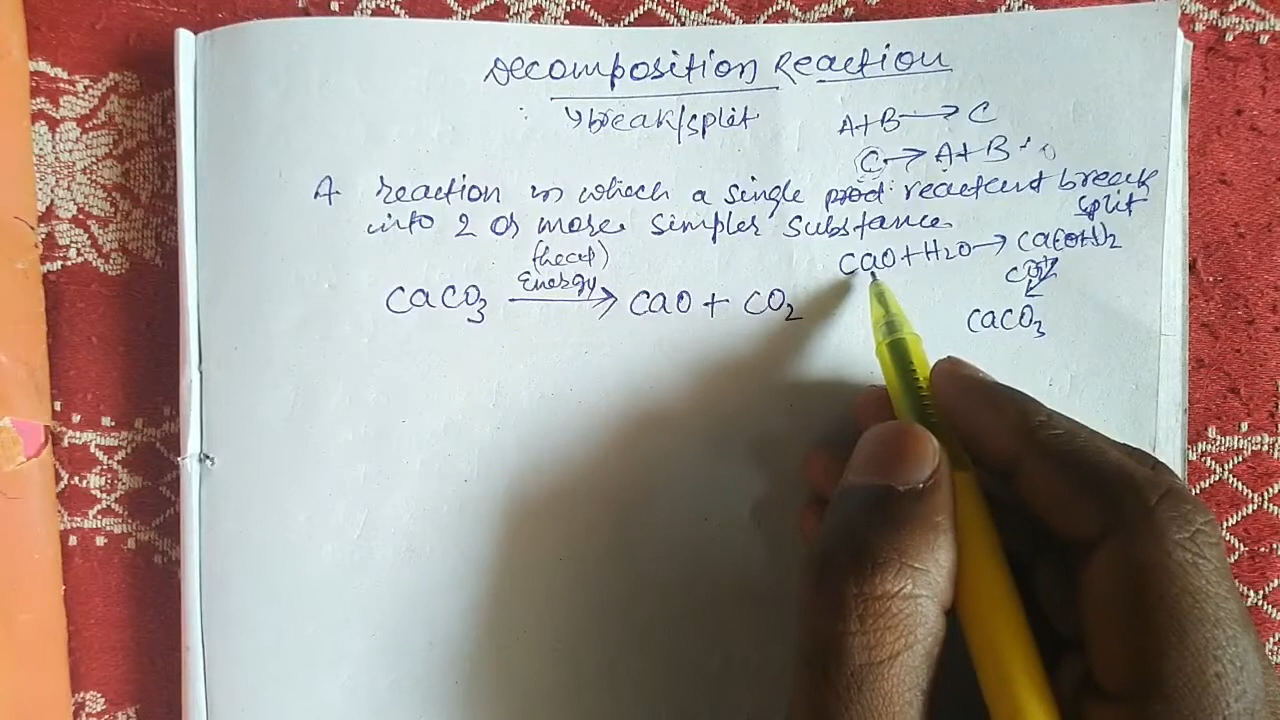 Decomposition Reaction
↳break/split
A+B → C
C → A+B
A reaction in which a single reactant break
split
into 2 or more simpler substance
(heat)
Energy
CaCO3 → CaO + CO2
CaO+H2O → Ca(OH)2
CO2
CaCO3